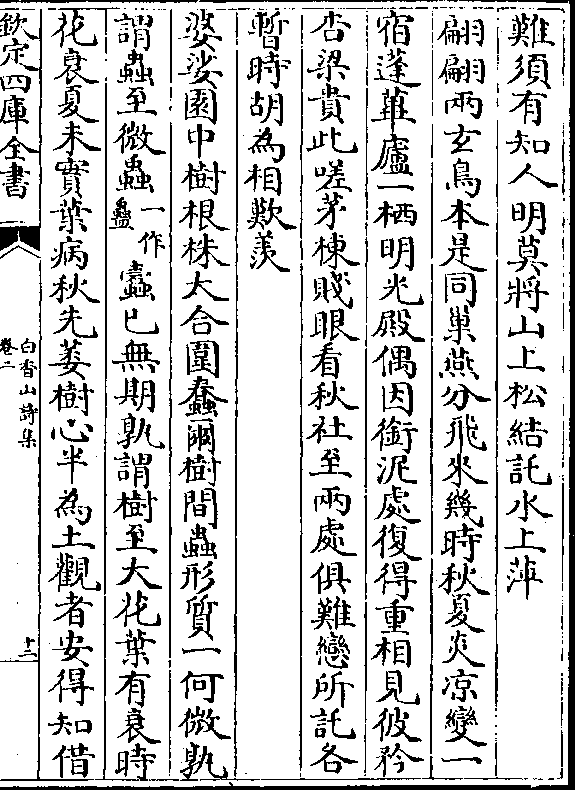 難須有知人明莫將山上松結託水上萍
翩翩兩玄鳥本是同巢燕分飛來幾時秋夏炎凉變一
宿蓬蓽廬一栖明光殿偶因銜泥處復得重相見彼矜
杏梁貴此嗟茅棟賤眼看秋社至兩處俱難戀所託各
暫時胡為相歎羡
婆娑園中樹根株大合圍蠢爾樹間蟲形質一何微孰
謂蟲至微蟲一作蠱蠹已無期孰謂樹至大花葉有衰時
花衰夏未實葉病秋先萎樹心半為土觀者安得知借
欽定四庫全書
白香山詩集
卷二
十二